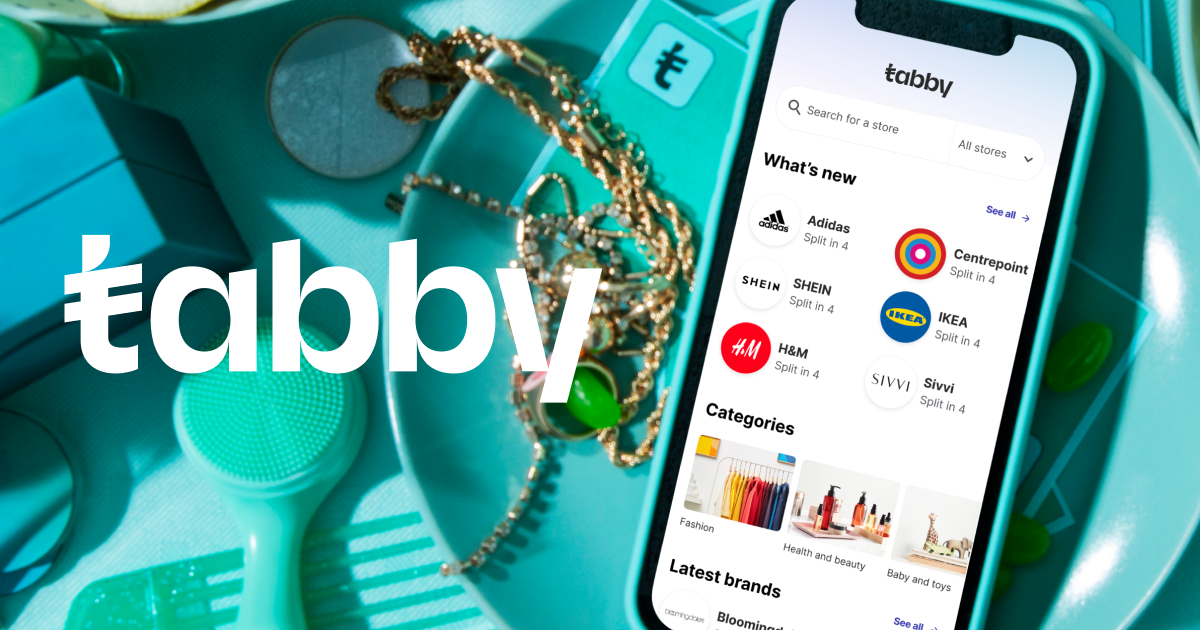 tabby
tabby
Search for a store
All stores
What's new
See all →
adidas
Adidas
Split in 4
Centrepoint
Split in 4
SHEIN
SHEIN
Split in 4
IKEA
IKEA
Split in 4
H&M
H&M
Split in 4
SIVVI
Sivvi
Split in 4
Categories
Fashion
Health and beauty
Baby and toys
Latest brands
See all
bloomingdales